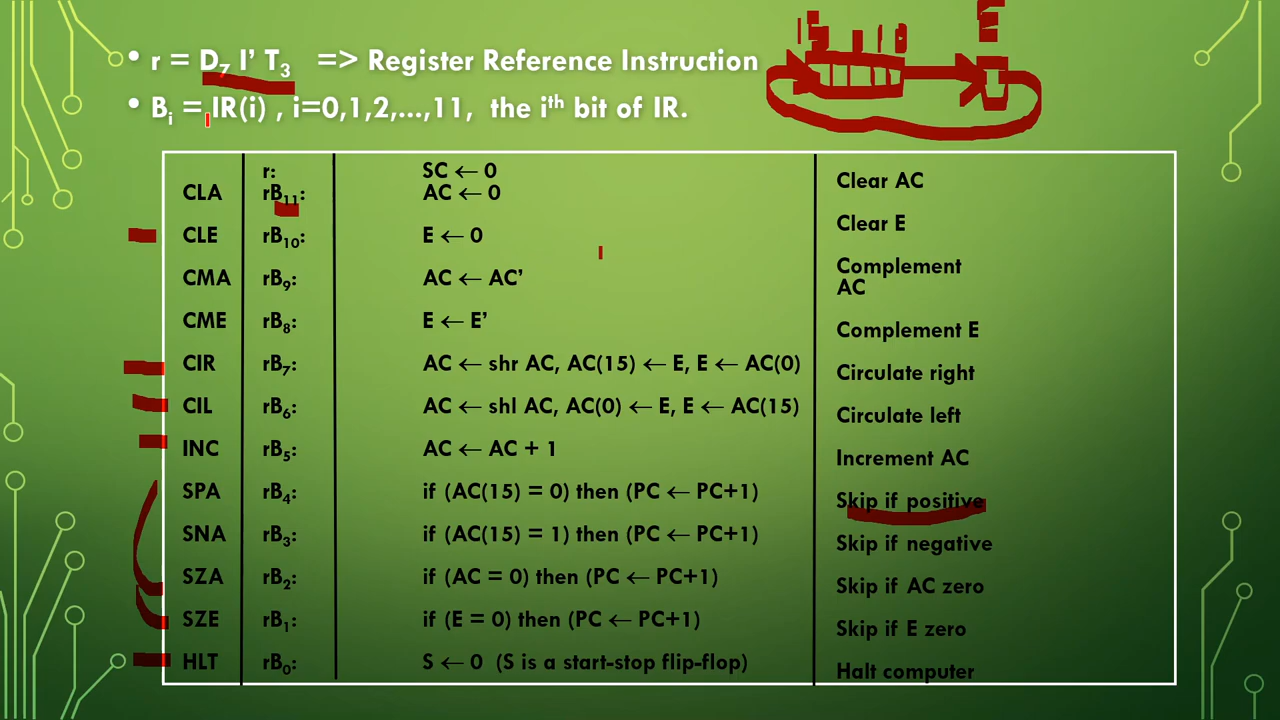 • r = D7 I’ T3 => Register Reference Instruction
• Bi = IR(i) , i=0,1,2,...,11, the ith bit of IR.
r: SC ← 0
CLA rB11: AC ← 0 Clear AC
CLE rB10: E ← 0 Clear E
CMA rB9: AC ← AC’ Complement AC
CME rB8: E ← E’ Complement E
CIR rB7: AC ← shr AC, AC(15) ← E, E ← AC(0) Circulate right
CIL rB6: AC ← shl AC, AC(0) ← E, E ← AC(15) Circulate left
INC rB5: AC ← AC + 1 Increment AC
SPA rB4: if (AC(15) = 0) then (PC ← PC+1) Skip if positive
SNA rB3: if (AC(15) = 1) then (PC ← PC+1) Skip if negative
SZA rB2: if (AC = 0) then (PC ← PC+1) Skip if AC zero
SZE rB1: if (E = 0) then (PC ← PC+1) Skip if E zero
HLT rB0: S ← 0 (S is a start-stop flip-flop) Halt computer